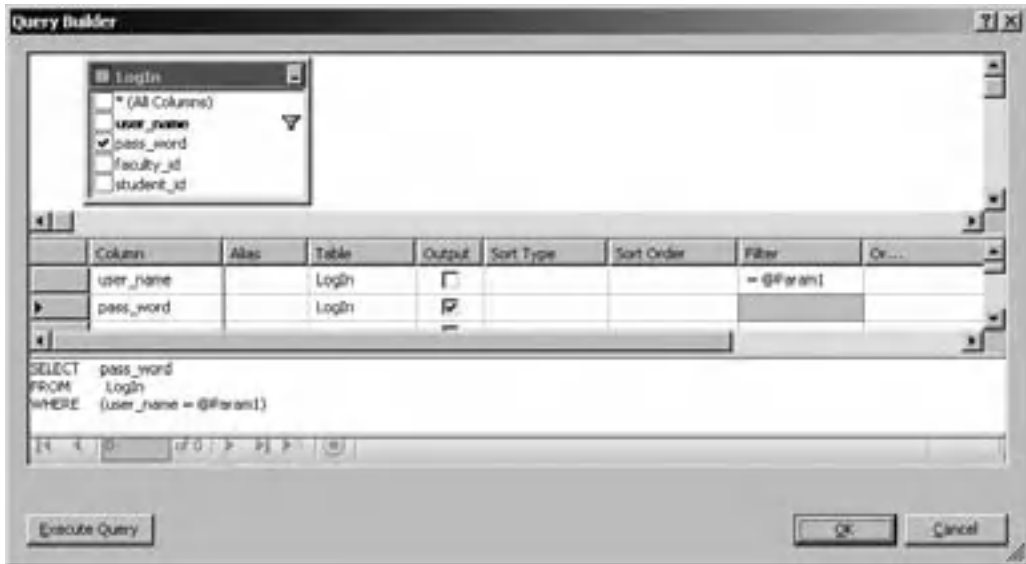 Query Builder
LogIn
* (All Columns)
user_name
pass_word
faculty_id
student_id
Column Alias Table Output Sort Type Sort Order Filter Or...
user_name LogIn = @Param1
pass_word LogIn
SELECT pass_word
FROM LogIn
WHERE (user_name = @Param1)
0 of 0
Execute Query OK Cancel